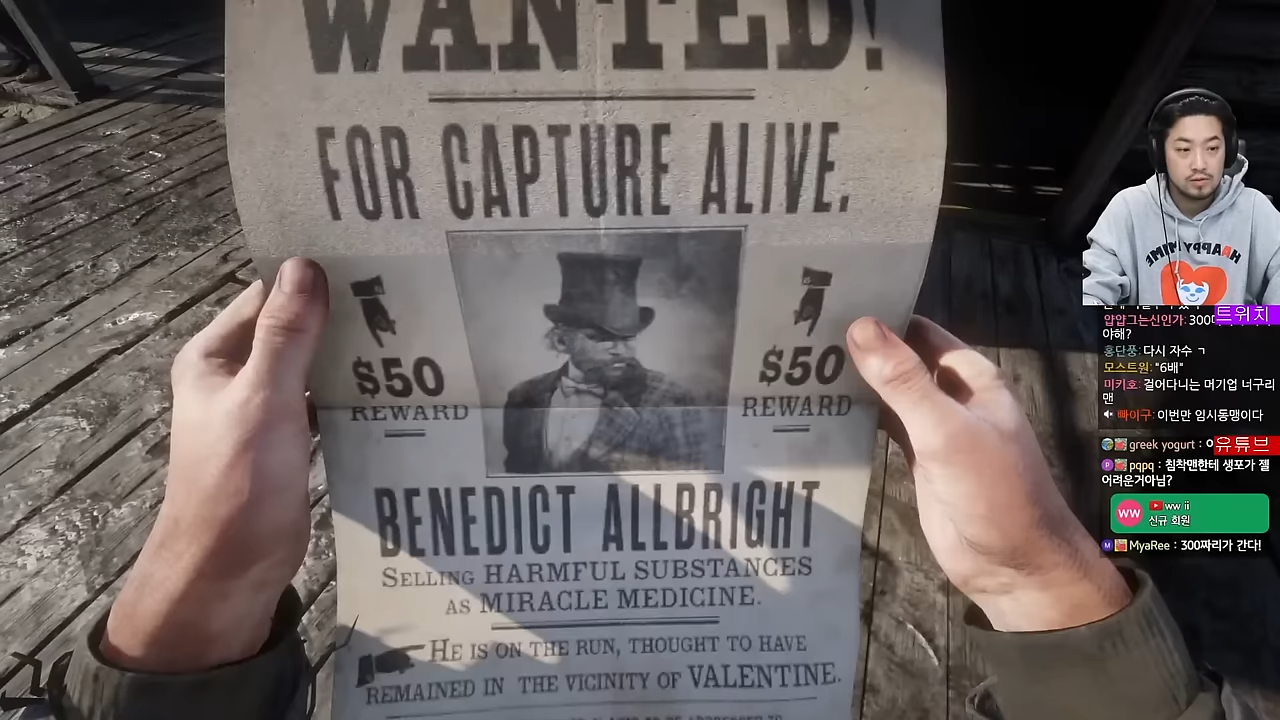 WANTED!
FOR CAPTURE ALIVE.
$50
REWARD
$50
REWARD
BENEDICT ALLBRIGHT
SELLING HARMFUL SUBSTANCES
AS MIRACLE MEDICINE.
HE IS ON THE RUN, THOUGHT TO HAVE
REMAINED IN THE VICINITY OF VALENTINE.
트위치
얍얍그는신인가: 300
야해?
홍단풍: 다시 자수 ㄱ
모스트원: "6배"
미키호: 걸어다니는 머기업 너구리
맨
빠이구: 이번만 임시동맹이다
greek yogurt :
유튜브
pqpq : 침착맨한테 생포가 젤
어려운거아님?
WW
ww ii
신규 회원
MyaRee : 300짜리가 간다!